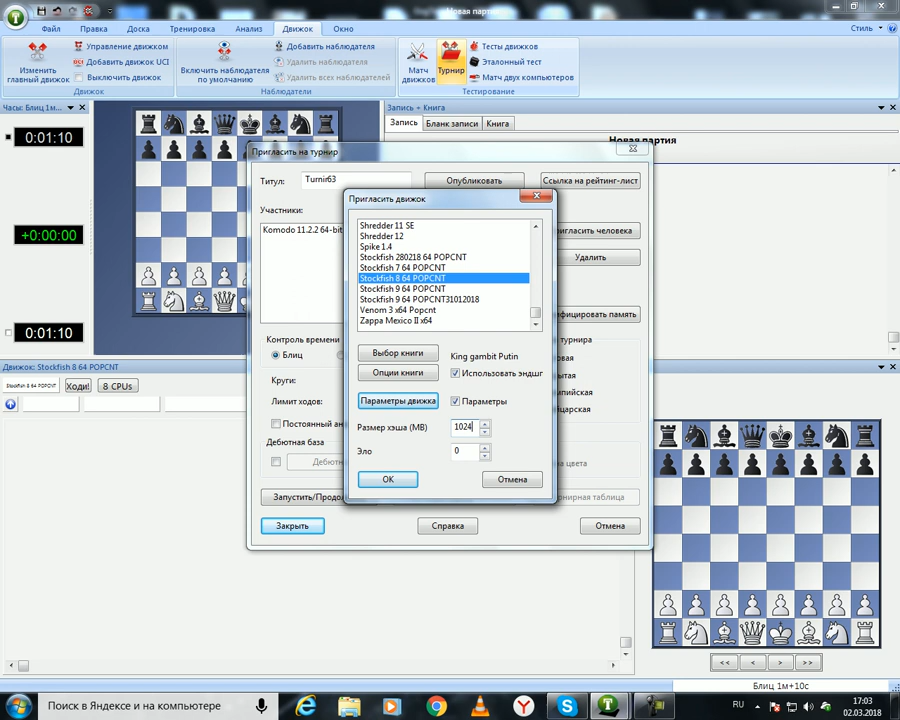 Новая партия
Файл Правка Доска Тренировка Анализ Движок Окно Стиль
Изменить главный движок
Управление движком
Добавить движок UCI
Выключить движок
Движок
Включить наблюдателя по умолчанию
Добавить наблюдателя
Удалить наблюдателя
Удалить всех наблюдателей
Наблюдатели
Матч движков
Турнир
Тесты движков
Эталонный тест
Матч двух компьютеров
Тестирование
Часы: Блиц 1м...
0:01:10
+0:00:00
0:01:10
Запись + Книга
Запись Бланк записи Книга
Новая партия
Пригласить на турнир
Титул: Turnir63 Опубликовать Ссылка на рейтинг-лист
Участники:
Komodo 11.2.2 64-bit
гласить человека
Удалить
фицировать память
Контроль времени
Блиц
турнира
Круги:
Лимит ходов:
Постоянный ан
Дебютная база
Дебютн
Запустить/Продол
рнирная таблица
Закрыть Справка Отмена
Пригласить движок
Shredder 11 SE
Shredder 12
Spike 1.4
Stockfish 280218 64 POPCNT
Stockfish 7 64 POPCNT
Stockfish 8 64 POPCNT
Stockfish 9 64 POPCNT
Stockfish 9 64 POPCNT31012018
Venom 3 x64 Popcnt
Zappa Mexico II x64
Выбор книги King gambit Putin
Опции книги Использовать эндшг
Параметры движка Параметры
Размер хэша (MB) 1024
Эло 0
OK Отмена
Движок: Stockfish 8 64 POPCNT
Stockfish 8 64 POPCNT Ходи! 8 CPUs
<< < > >>
Блиц 1м+10с
Поиск в Яндексе и на компьютере
RU 17:03
02.03.2018